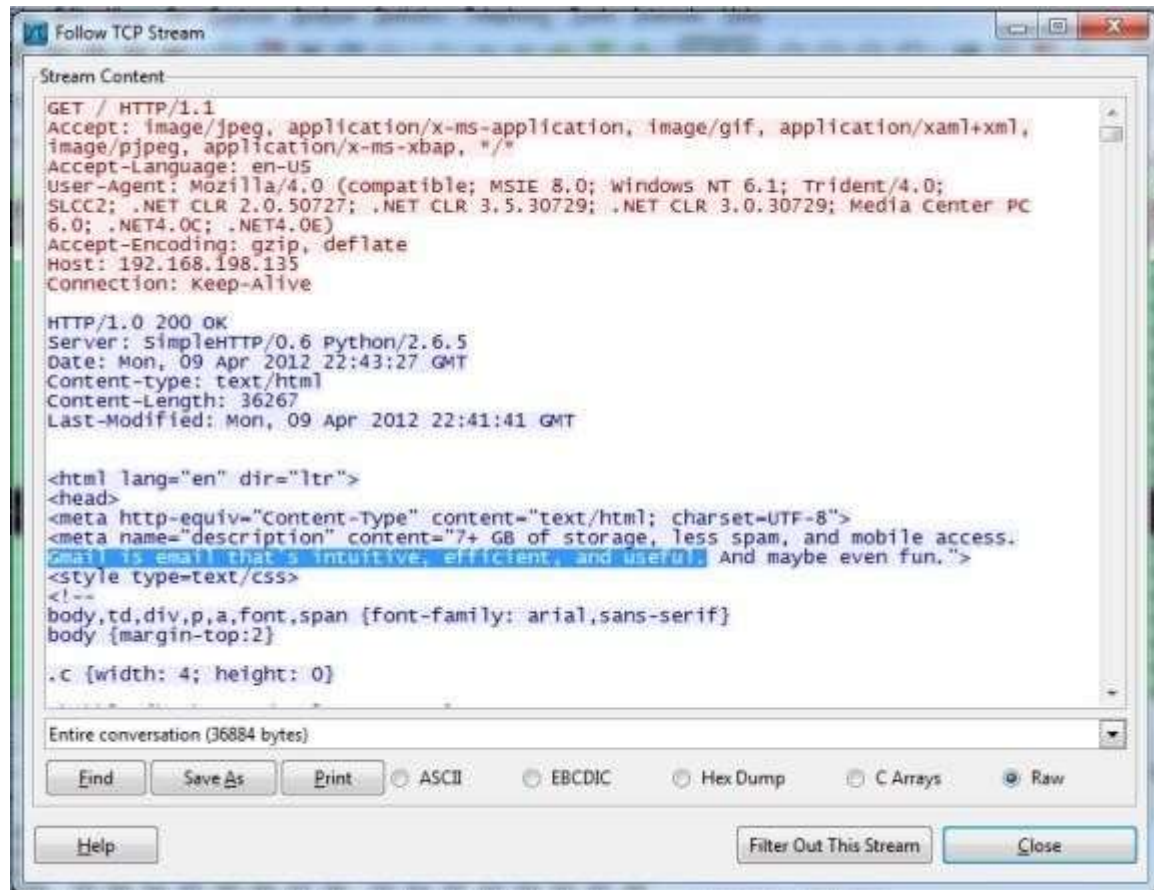 Follow TCP Stream
Stream Content
GET / HTTP/1.1
Accept: image/jpeg, application/x-ms-application, image/gif, application/xaml+xml,
image/pjpeg, application/x-ms-xbap, */*
Accept-Language: en-US
User-Agent: Mozilla/4.0 (compatible; MSIE 8.0; Windows NT 6.1; Trident/4.0;
SLCC2; .NET CLR 2.0.50727; .NET CLR 3.5.30729; .NET CLR 3.0.30729; Media Center PC
6.0; .NET4.0C; .NET4.0E)
Accept-Encoding: gzip, deflate
Host: 192.168.198.135
Connection: Keep-Alive
HTTP/1.0 200 OK
Server: SimpleHTTP/0.6 Python/2.6.5
Date: Mon, 09 Apr 2012 22:43:27 GMT
Content-type: text/html
Content-Length: 36267
Last-Modified: Mon, 09 Apr 2012 22:41:41 GMT
<html lang="en" dir="ltr">
<head>
<meta http-equiv="Content-Type" content="text/html; charset=UTF-8">
<meta name="description" content="7+ GB of storage, less spam, and mobile access.
Gmail is email that's intuitive, efficient, and useful. And maybe even fun.">
<style type=text/css>
<!--
body,td,div,p,a,font,span {font-family: arial,sans-serif}
body {margin-top:2}
.c {width: 4; height: 0}
Entire conversation (36884 bytes)
Find Save As Print ASCII EBCDIC Hex Dump C Arrays Raw
Help Filter Out This Stream Close